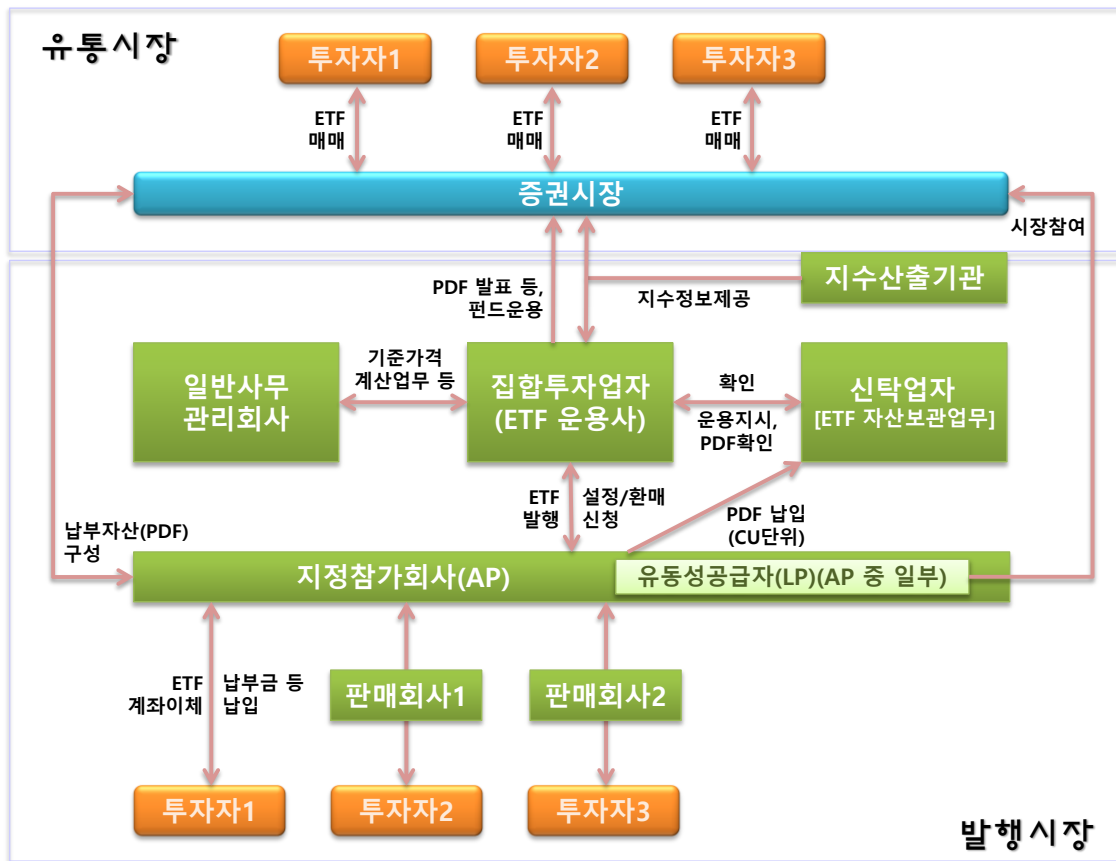 유통시장
투자자1
투자자2
투자자3
ETF
매매
ETF
매매
ETF
매매
증권시장
시장참여
PDF 발표 등,
펀드운용
지수정보제공
지수산출기관
일반사무
관리회사
기준가격
계산업무 등
집합투자업자
(ETF 운용사)
확인
운용지시,
PDF확인
신탁업자
[ETF 자산보관업무]
ETF
발행
설정/환매
신청
PDF 납입
(CU단위)
납부자산(PDF)
구성
지정참가회사(AP)
유동성공급자(LP)(AP 중 일부)
ETF
계좌이체
납부금 등
납입
판매회사1
판매회사2
투자자1
투자자2
투자자3
발행시장